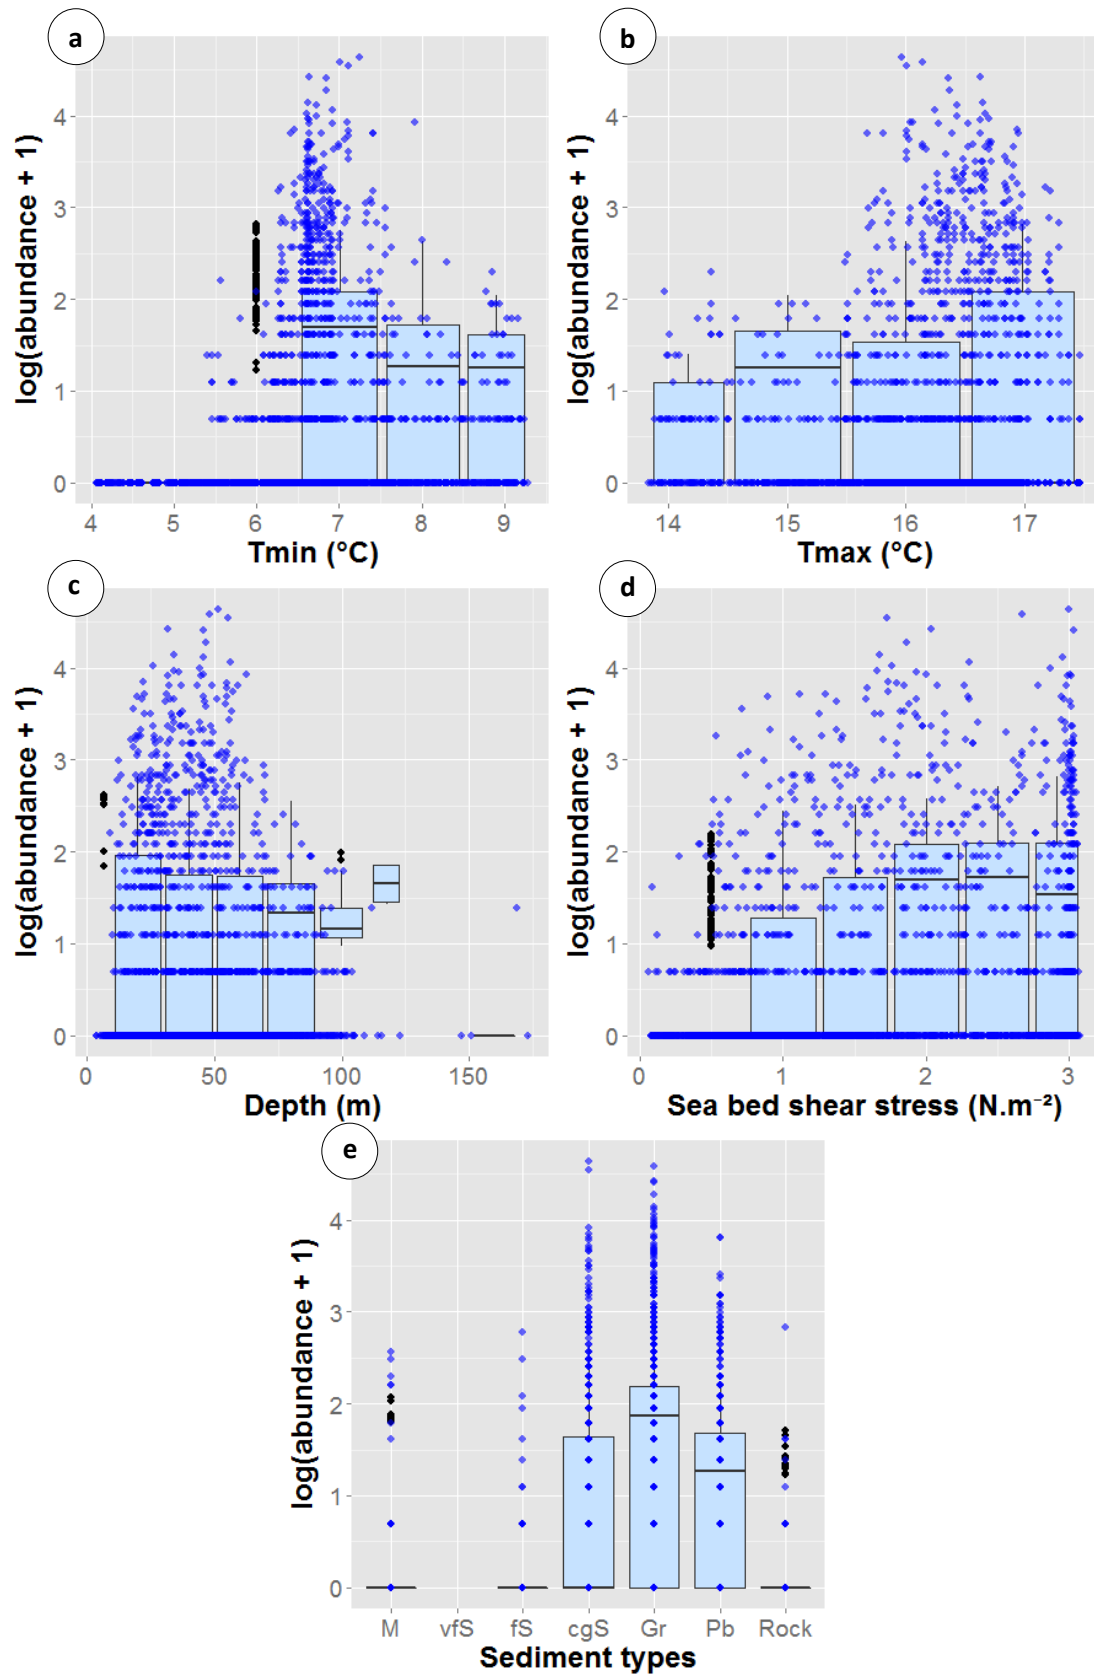 a
b
log(abundance + 1)
4
3
2
1
0
4 5 6 7 8 9
Tmin (°C)
log(abundance + 1)
4
3
2
1
0
14 15 16 17
Tmax (°C)
c
d
log(abundance + 1)
4
3
2
1
0
0 50 100 150
Depth (m)
log(abundance + 1)
4
3
2
1
0
0 1 2 3
Sea bed shear stress (N.m⁻²)
e
log(abundance + 1)
4
3
2
1
0
M vfS fS cgS Gr Pb Rock
Sediment types